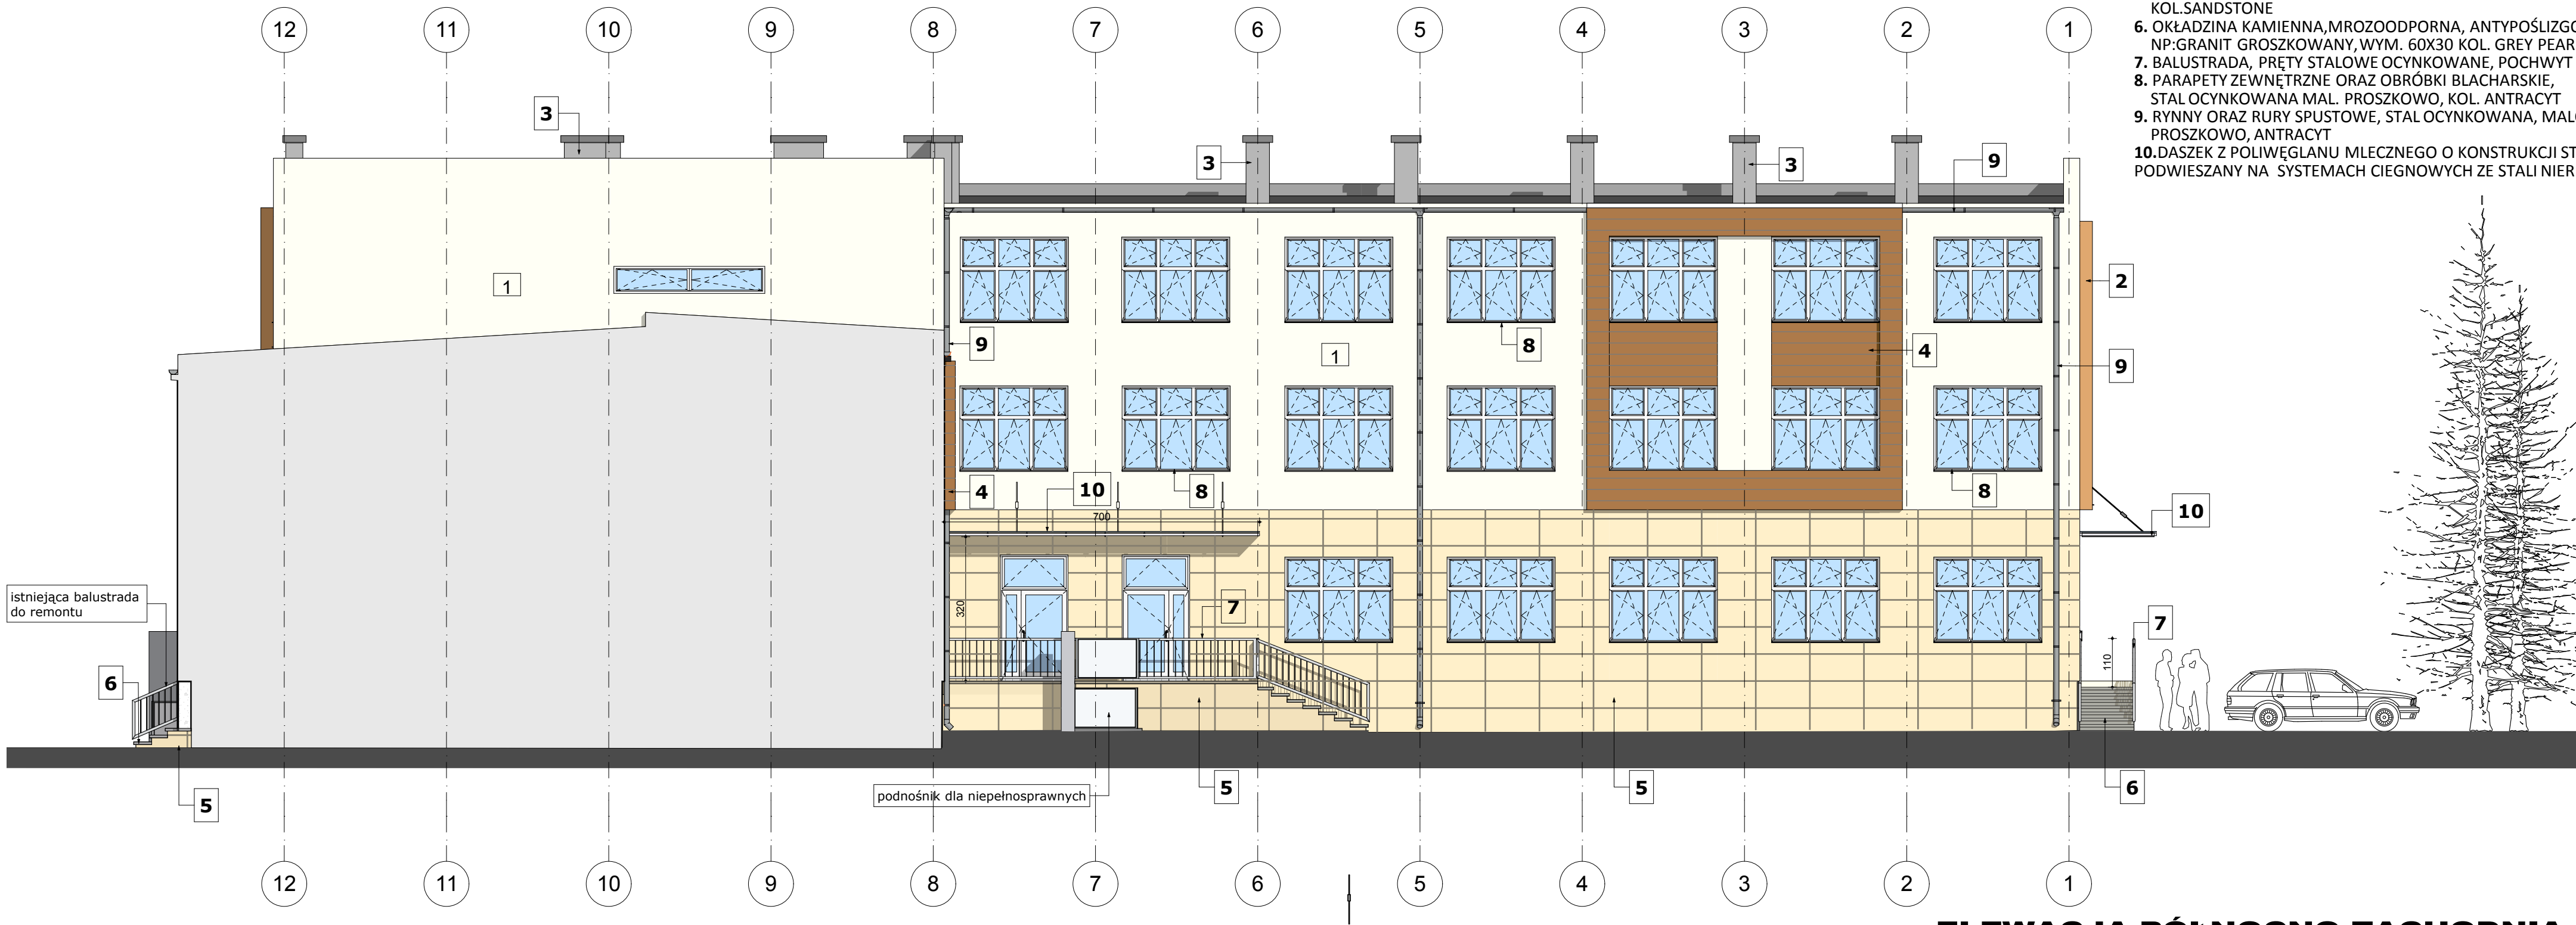 12 11 10 9 8 7 6 5 4 3 2 1
KOL.SANDSTONE
6. OKŁADZINA KAMIENNA,MROZOODPORNA,
NP:GRANIT GROSZKOWANY,WYM. 60X30 KOL. GREY
7. BALUSTRADA, PRĘTY STALOWE OCYNKOWANE, POCHWYT
8. PARAPETY ZEWNĘTRZNE ORAZ OBRÓBKI BLACHARSKIE,
STAL OCYNKOWANA MAL. PROSZKOWO, KOL. ANTRACYT
9. RYNNY ORAZ RURY SPUSTOWE, STAL OCYNKOWANA,
PROSZKOWO, ANTRACYT
10.DASZEK Z POLIWĘGLANU MLECZNEGO O KONSTRUKCJI
PODWIESZANY NA SYSTEMACH CIEGNOWYCH ZE STALI
3
3
3
9
1
2
9
1
8
4
9
4
10
8
8
10
700
320
istniejąca balustrada
do remontu
7
7
110
6
5
podnośnik dla niepełnosprawnych
5
5
6
12 11 10 9 8 7 6 5 4 3 2 1